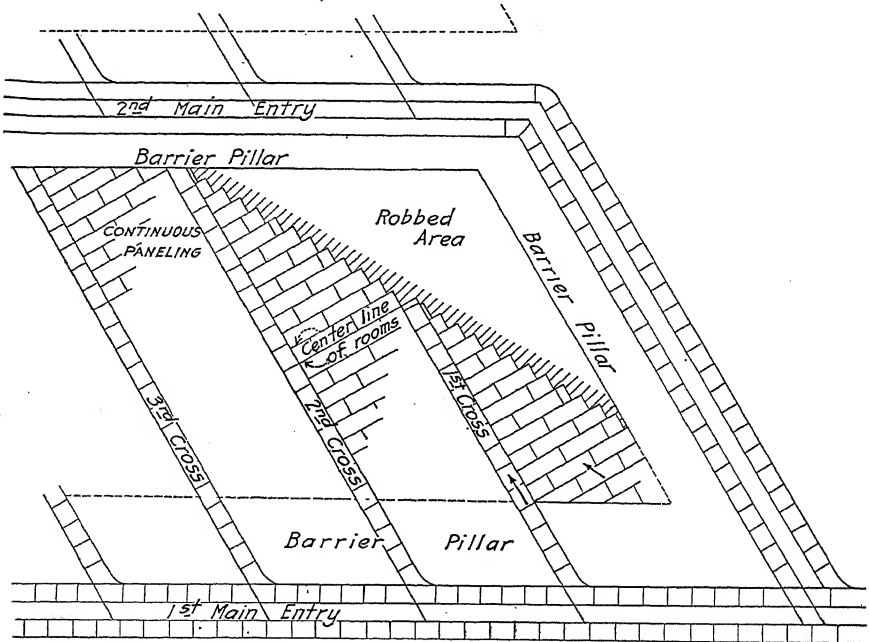 2nd Main Entry
Barrier Pillar
CONTINUOUS
PANELING
Robbed
Area
Barrier Pillar
Center line
of rooms
1st Cross
2nd Cross
3rd Cross
Barrier Pillar
1st Main Entry